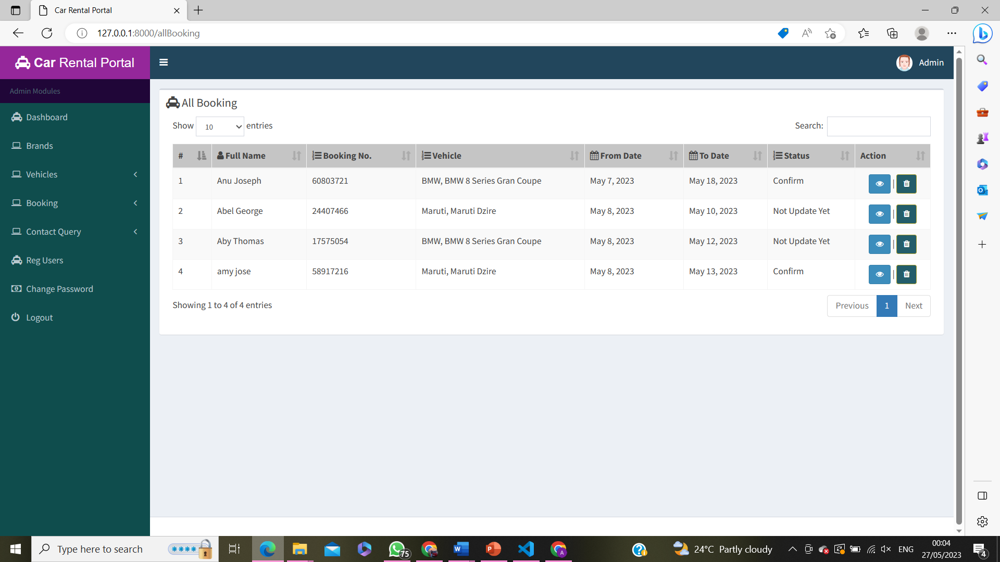 Car Rental Portal
127.0.0.1:8000/allBooking
Car Rental Portal
Admin
Admin Modules
Dashboard
Brands
Vehicles
Booking
Contact Query
Reg Users
Change Password
Logout
All Booking
Show 10 entries
Search:
# Full Name Booking No. Vehicle From Date To Date Status Action
1 Anu Joseph 60803721 BMW, BMW 8 Series Gran Coupe May 7, 2023 May 18, 2023 Confirm |
2 Abel George 24407466 Maruti, Maruti Dzire May 8, 2023 May 10, 2023 Not Update Yet |
3 Aby Thomas 17575054 BMW, BMW 8 Series Gran Coupe May 8, 2023 May 12, 2023 Not Update Yet |
4 amy jose 58917216 Maruti, Maruti Dzire May 8, 2023 May 13, 2023 Confirm |
Showing 1 to 4 of 4 entries
Previous 1 Next
Type here to search
75
24°C Partly cloudy
ENG
00:04
27/05/2023
4